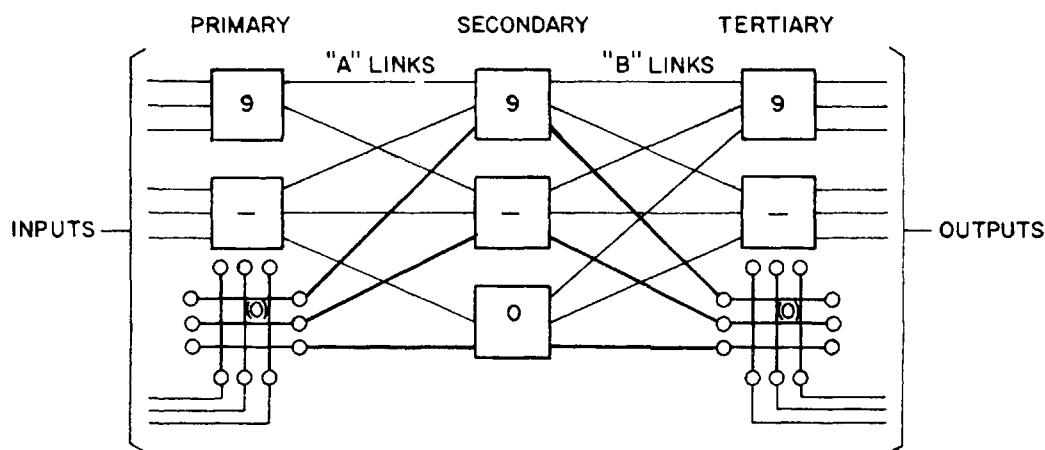 PRIMARY SECONDARY TERTIARY
"A" LINKS "B" LINKS
9 9 9
INPUTS — — — OUTPUTS
(0) 0 (0)